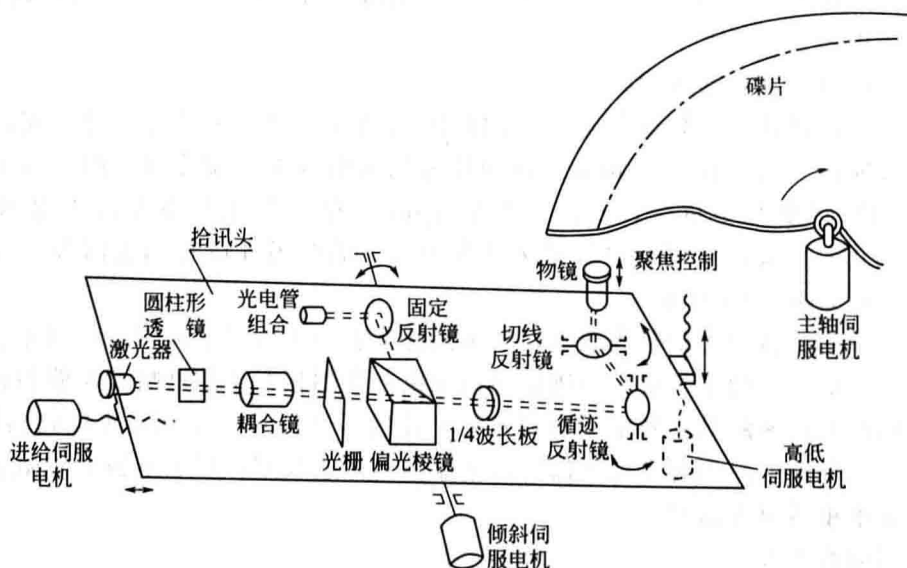 碟片
拾讯头
物镜
聚焦控制
主轴伺
服电机
光电管
组合
固定
反射镜
圆柱形
透镜
激光器
切线
反射镜
耦合镜
光栅
偏光棱镜
1/4波长板
循迹
反射镜
进给伺服
电机
高低
伺服电机
倾斜伺
服电机